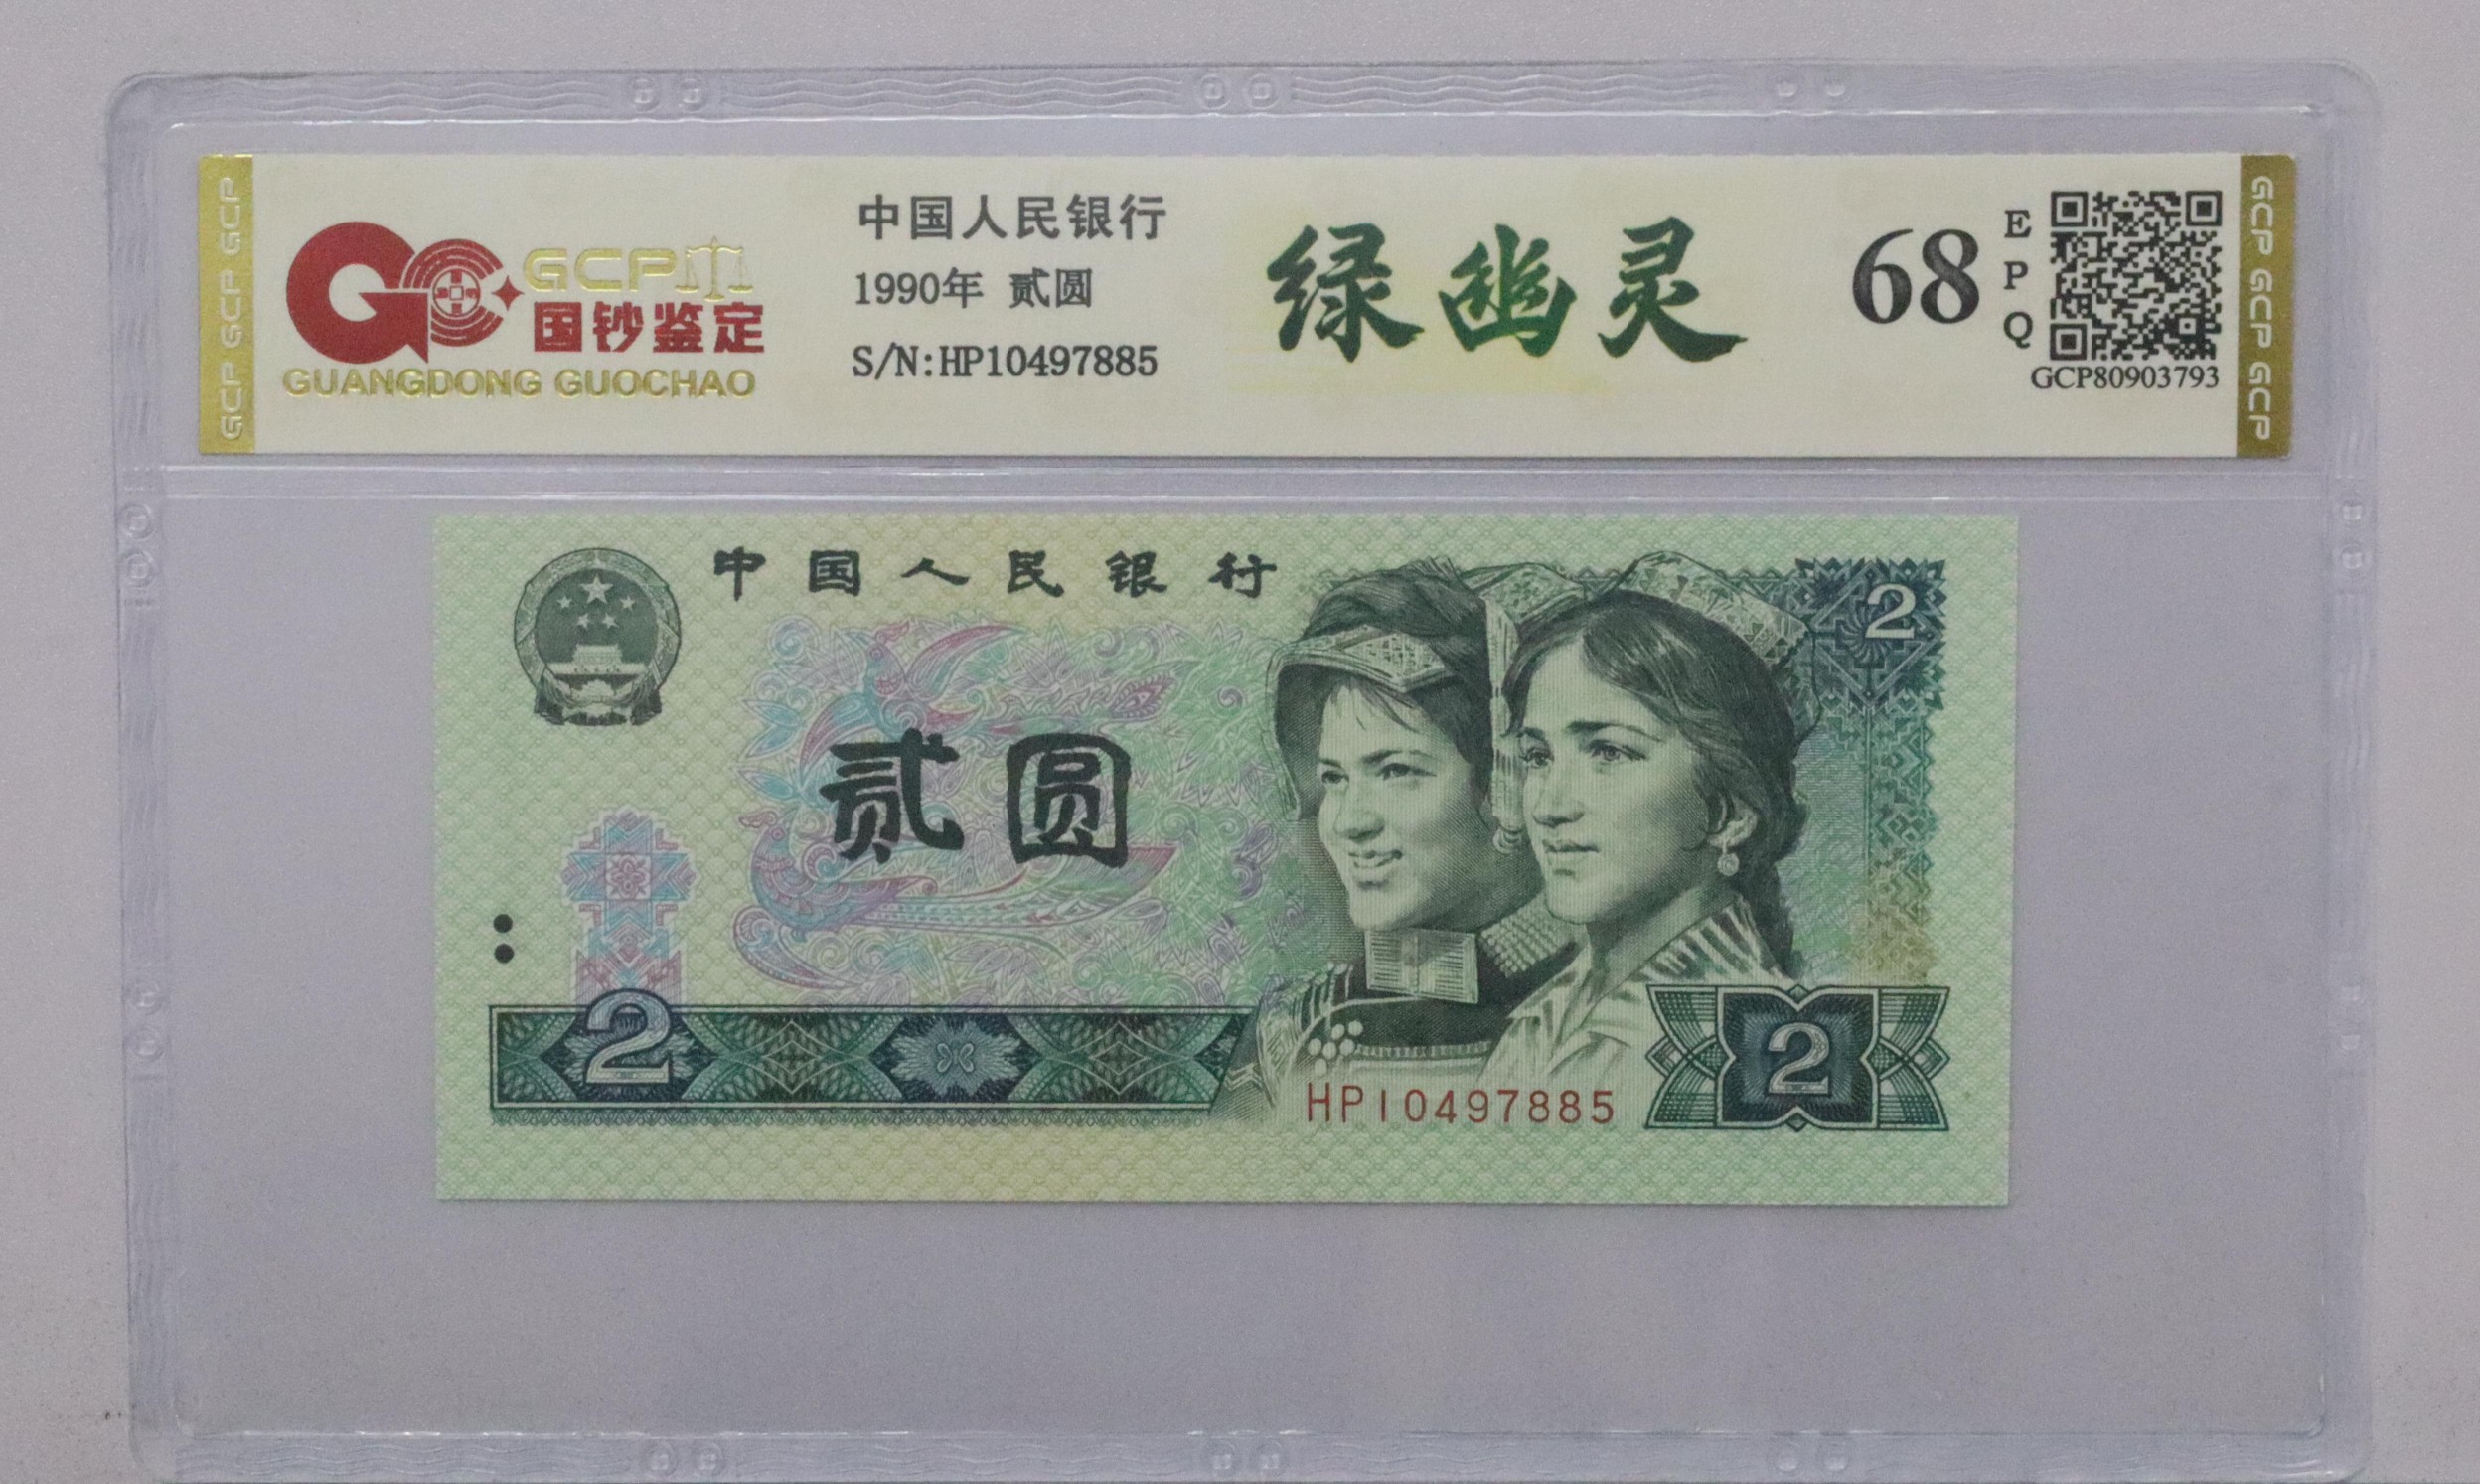 GCP GCP GCP
GCP
国钞鉴定
GUANGDONG GUOCHAO
中国人民银行
1990年 贰圆
S/N:HP10497885
绿幽灵
68
EPQ
GCP80903793
GCP GCP GCP
中国人民银行
2
贰圆
2
HP10497885
2